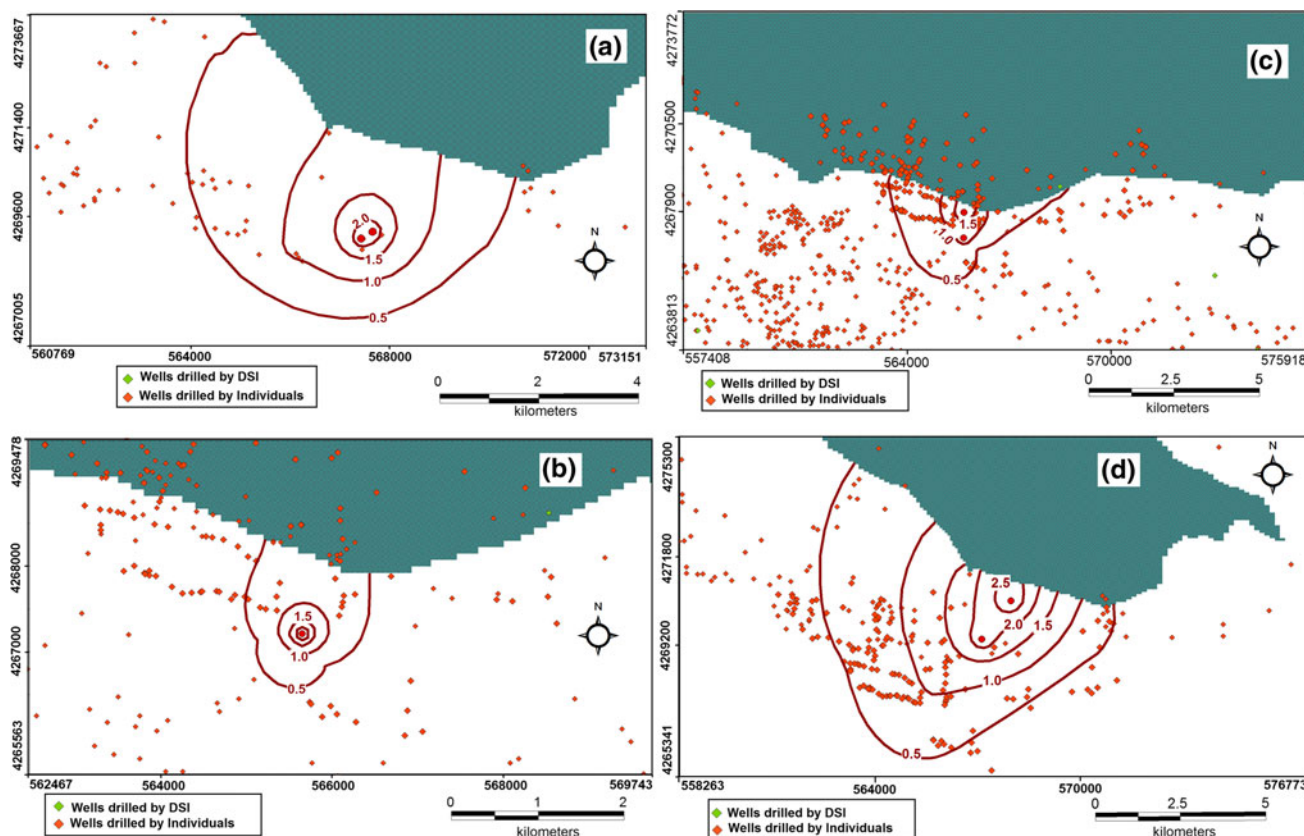 (a)
4273667
4271400
4269600
4267005
2.0
1.5
1.0
0.5
N
560769 564000 568000 572000 573151
Wells drilled by DSI
Wells drilled by Individuals
0 2 4
kilometers
(c)
4273772
4270500
4267900
4263813
1.5
1.0
0.5
N
557408 564000 570000 575918
Wells drilled by DSI
Wells drilled by Individuals
0 2.5 5
kilometers
(b)
4269478
4268000
4267000
4265563
1.5
1.0
0.5
N
562467 564000 566000 568000 569743
Wells drilled by DSI
Wells drilled by Individuals
0 1 2
kilometers
(d)
4275300
4271800
4269200
4265341
2.5
2.0
1.5
1.0
0.5
N
558263 564000 570000 576773
Wells drilled by DSI
Wells drilled by Individuals
0 2.5 5
kilometers